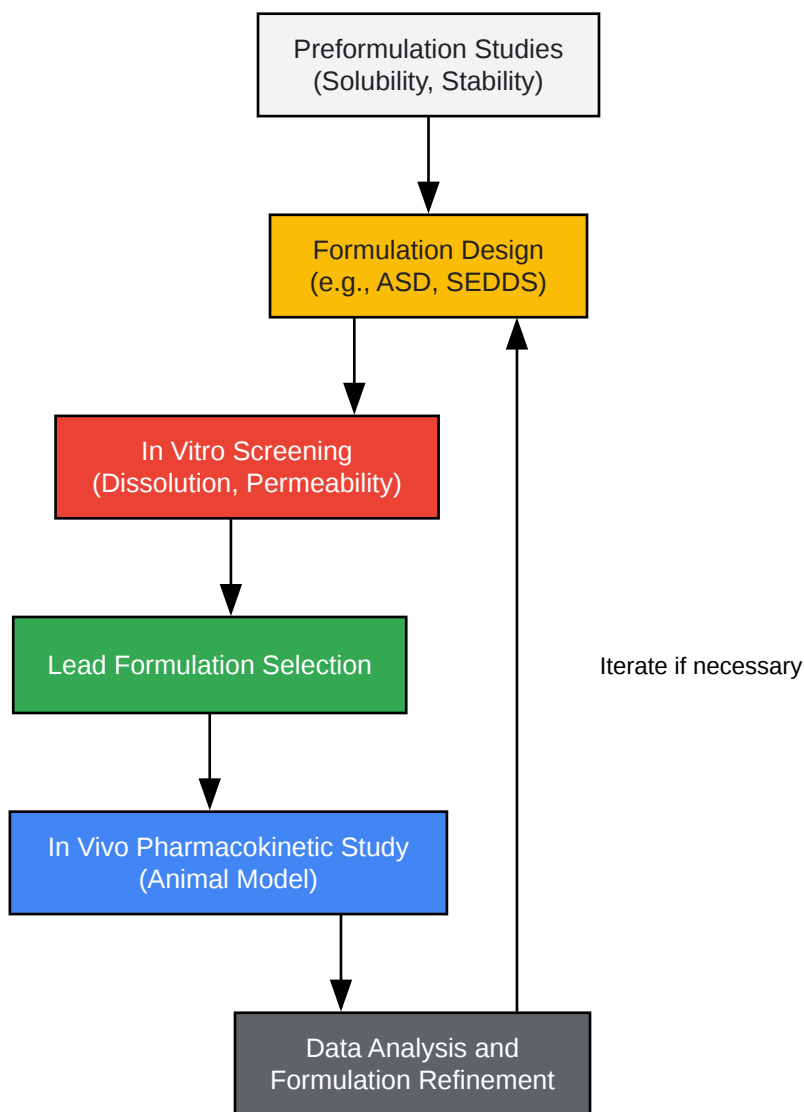 Preformulation Studies
(Solubility, Stability)
Formulation Design
(e.g., ASD, SEDDS)
In Vitro Screening
(Dissolution, Permeability)
Lead Formulation Selection
Iterate if necessary
In Vivo Pharmacokinetic Study
(Animal Model)
Data Analysis and
Formulation Refinement